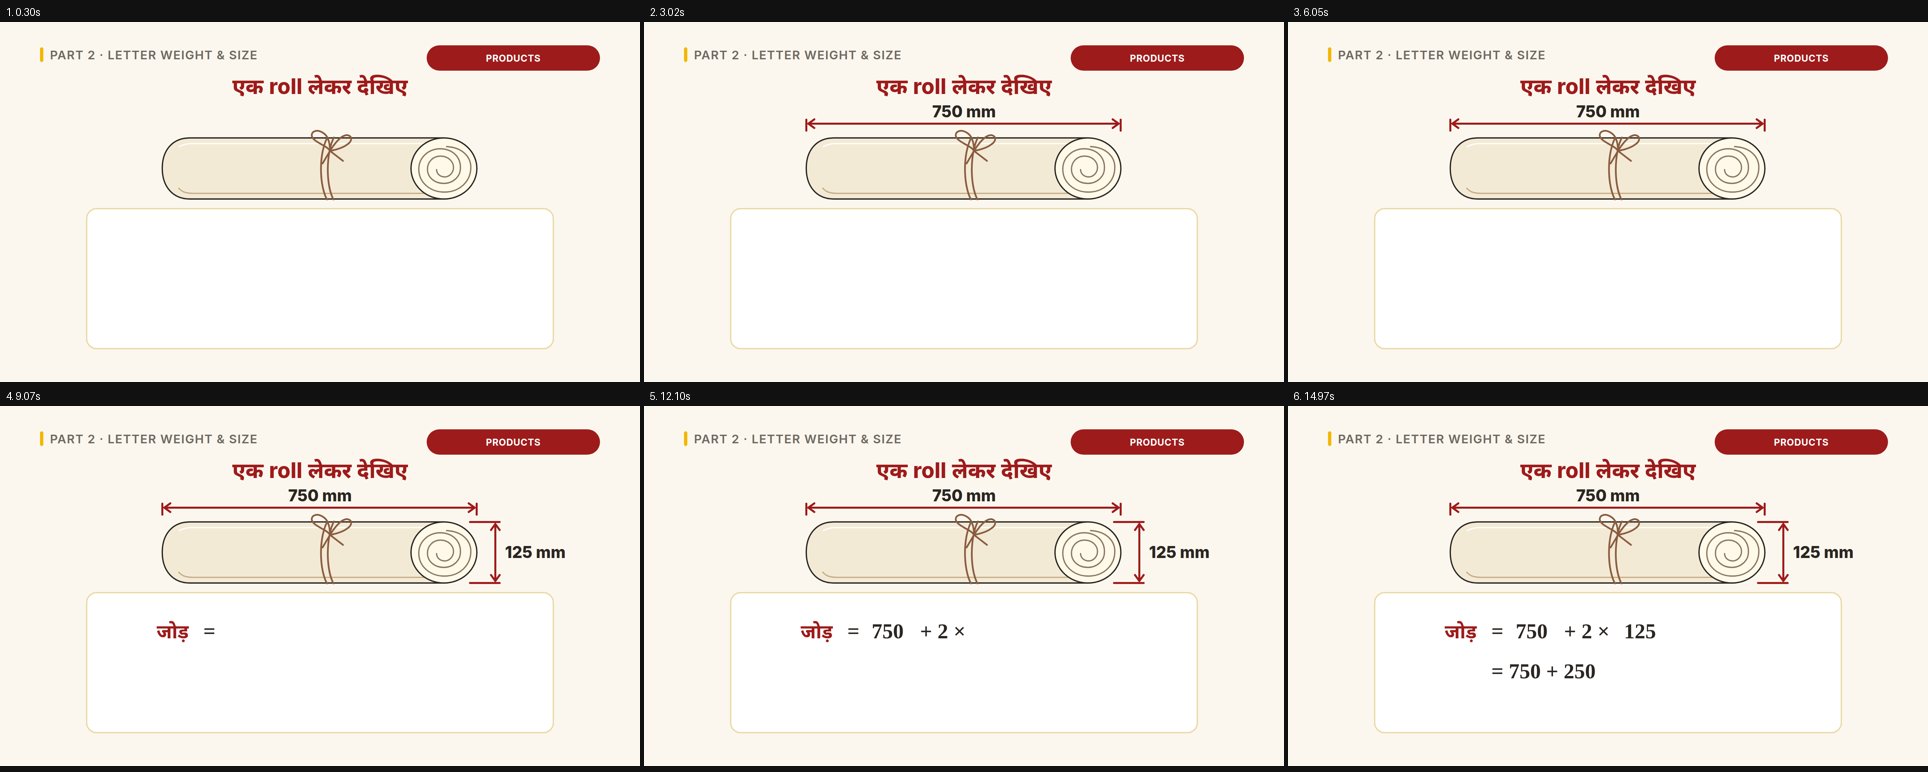 1. 0.30s
PART 2 · LETTER WEIGHT & SIZE
PRODUCTS
एक roll लेकर देखिए
2. 3.02s
PART 2 · LETTER WEIGHT & SIZE
PRODUCTS
एक roll लेकर देखिए
750 mm
3. 6.05s
PART 2 · LETTER WEIGHT & SIZE
PRODUCTS
एक roll लेकर देखिए
750 mm
4. 9.07s
PART 2 · LETTER WEIGHT & SIZE
PRODUCTS
एक roll लेकर देखिए
750 mm
125 mm
जोड़ =
5. 12.10s
PART 2 · LETTER WEIGHT & SIZE
PRODUCTS
एक roll लेकर देखिए
750 mm
125 mm
जोड़ = 750 + 2 ×
6. 14.97s
PART 2 · LETTER WEIGHT & SIZE
PRODUCTS
एक roll लेकर देखिए
750 mm
125 mm
जोड़ = 750 + 2 × 125
= 750 + 250